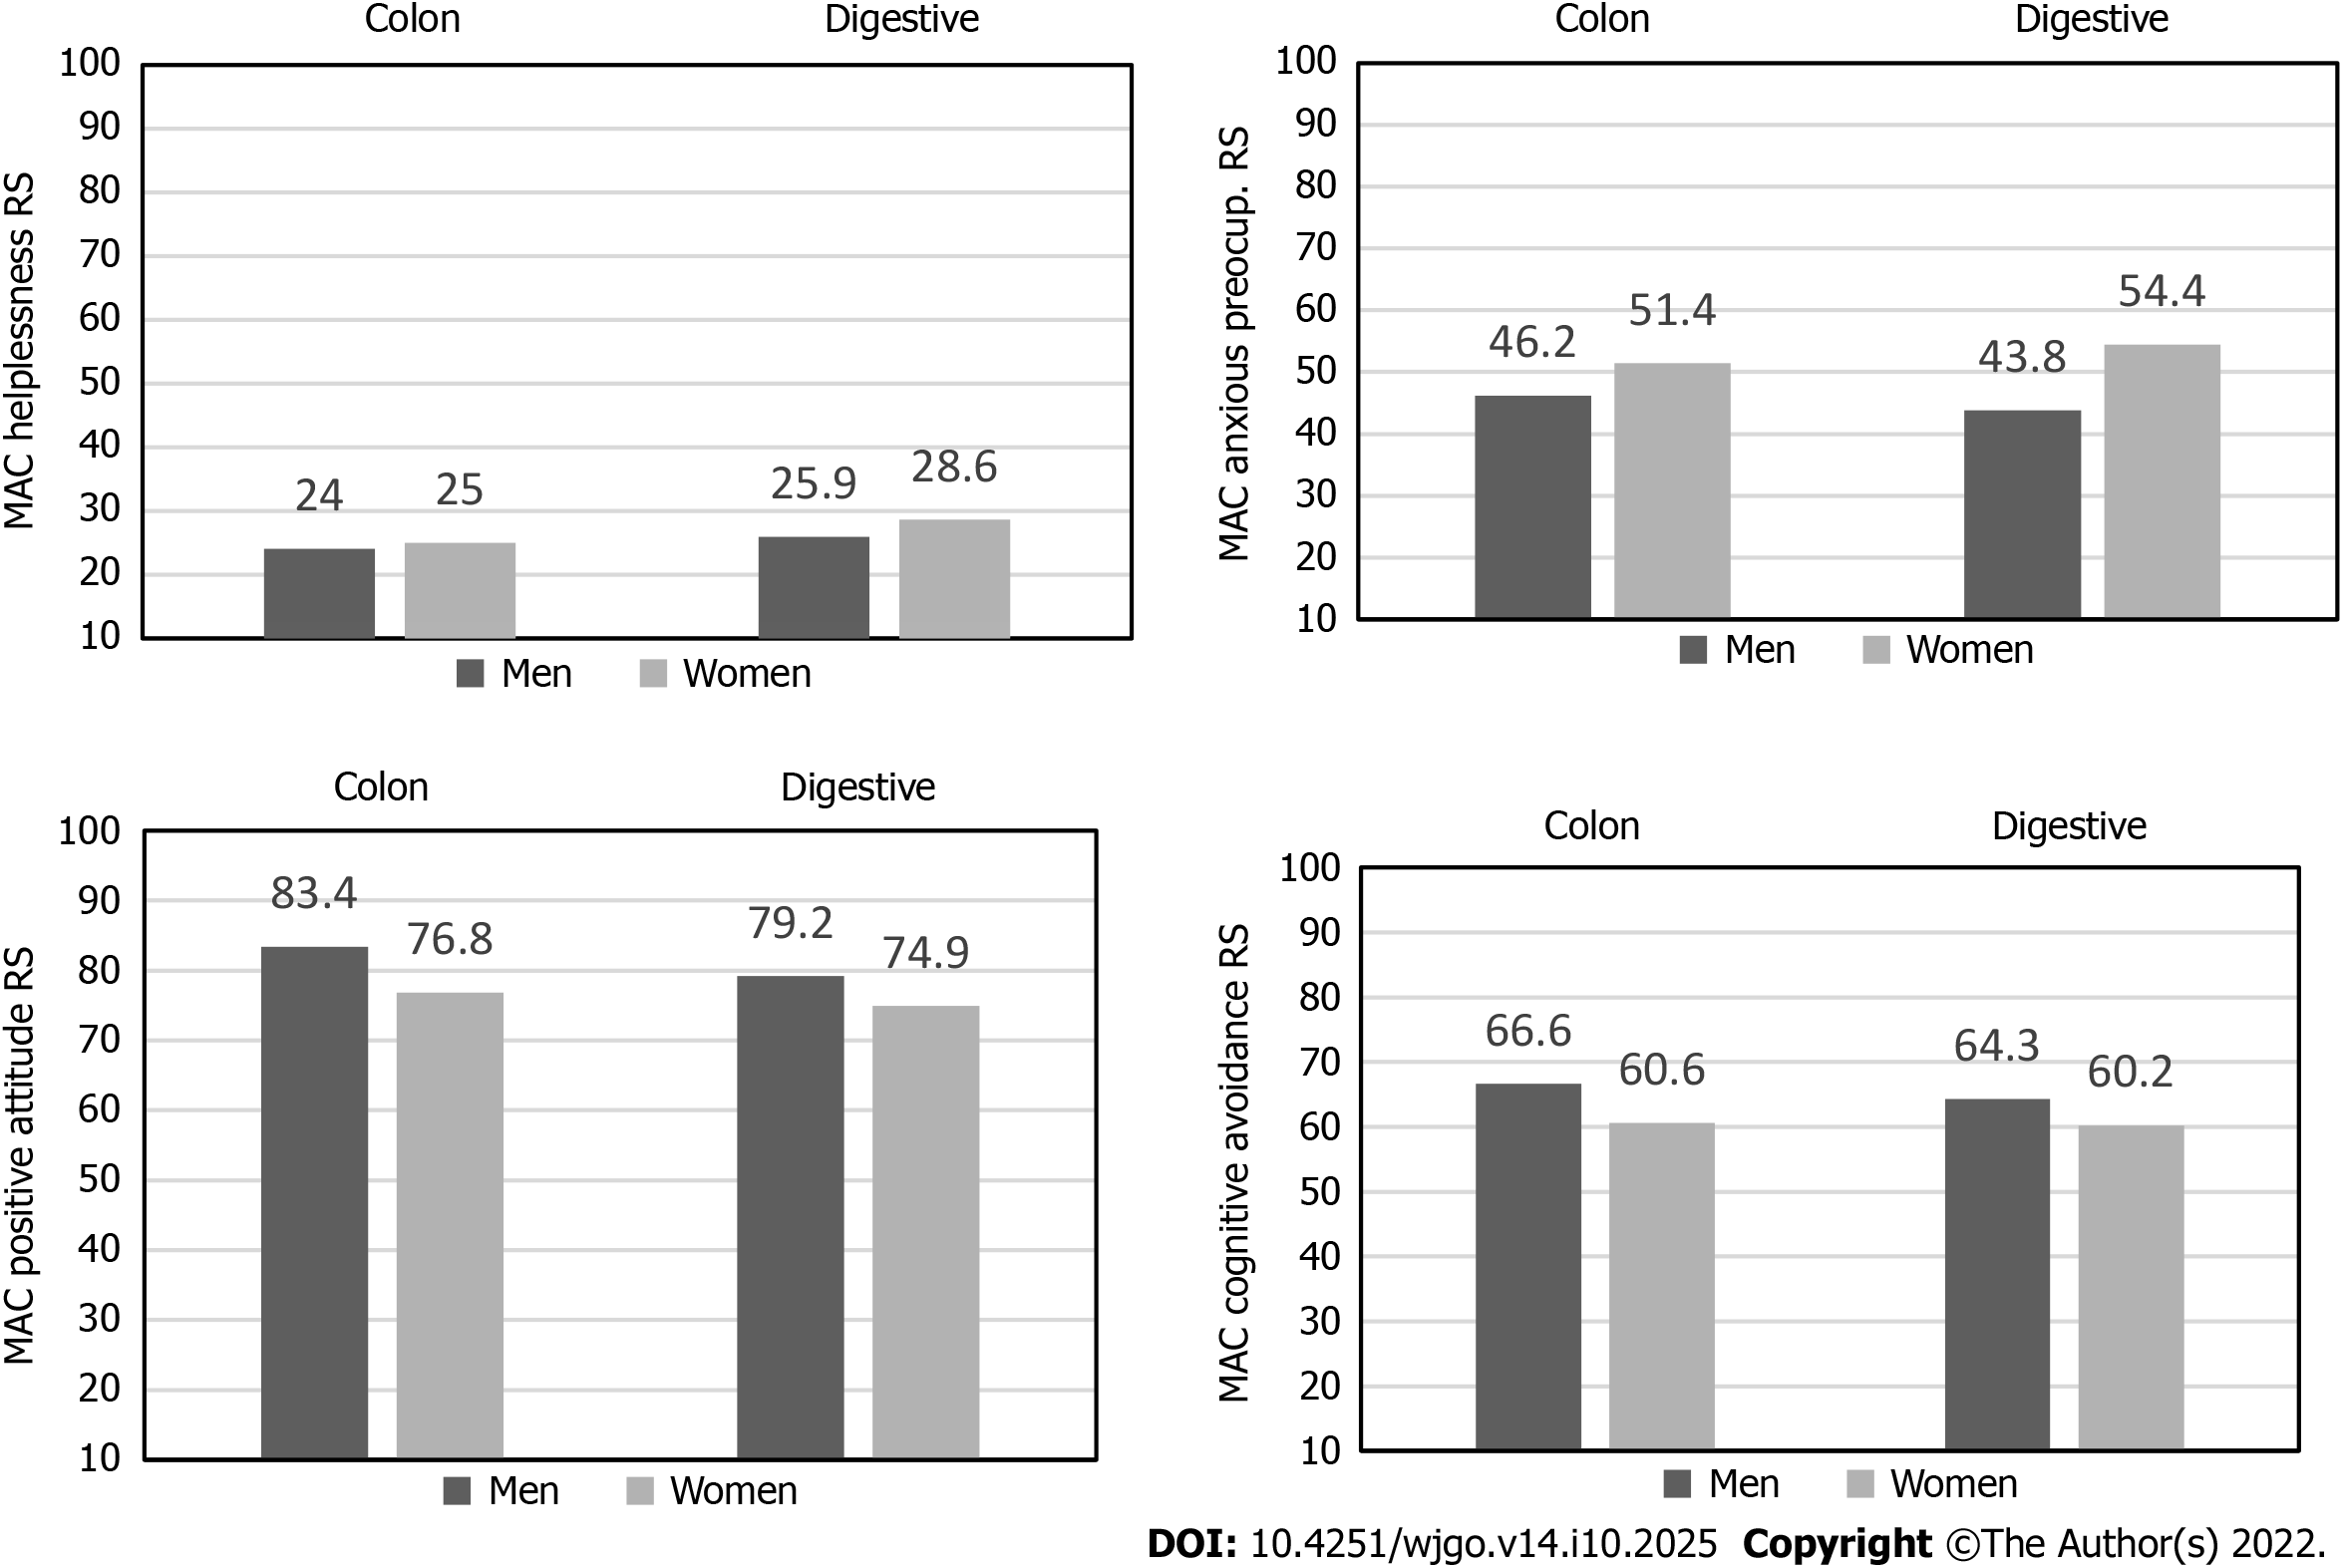 Colon Digestive
MAC helplessness RS
100
90
80
70
60
50
40
30
20
10
24 25 25.9 28.6
Men Women
Colon Digestive
MAC anxious preocup. RS
100
90
80
70
60
50
40
30
20
10
46.2 51.4 43.8 54.4
Men Women
Colon Digestive
MAC positive attitude RS
100
90
80
70
60
50
40
30
20
10
83.4 76.8 79.2 74.9
Men Women
Colon Digestive
MAC cognitive avoidance RS
100
90
80
70
60
50
40
30
20
10
66.6 60.6 64.3 60.2
Men Women
DOI: 10.4251/wjgo.v14.i10.2025 Copyright ©The Author(s) 2022.